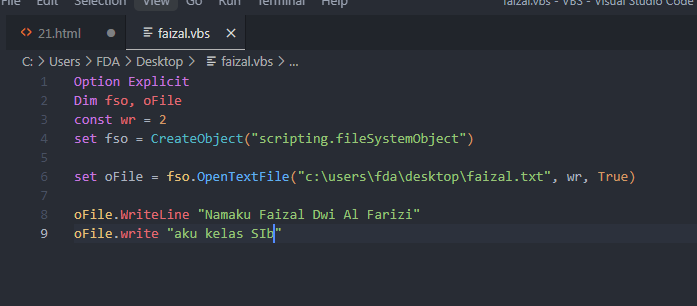 File Edit Selection View Go Run Terminal Help faizal.vbs - VBS - Visual Studio Code
<> 21.html faizal.vbs
C: > Users > FDA > Desktop > faizal.vbs > ...
1 Option Explicit
2 Dim fso, oFile
3 const wr = 2
4 set fso = CreateObject("scripting.fileSystemObject")
5
6 set oFile = fso.OpenTextFile("c:\users\fda\desktop\faizal.txt", wr, True)
7
8 oFile.WriteLine "Namaku Faizal Dwi Al Farizi"
9 oFile.write "aku kelas SIb"